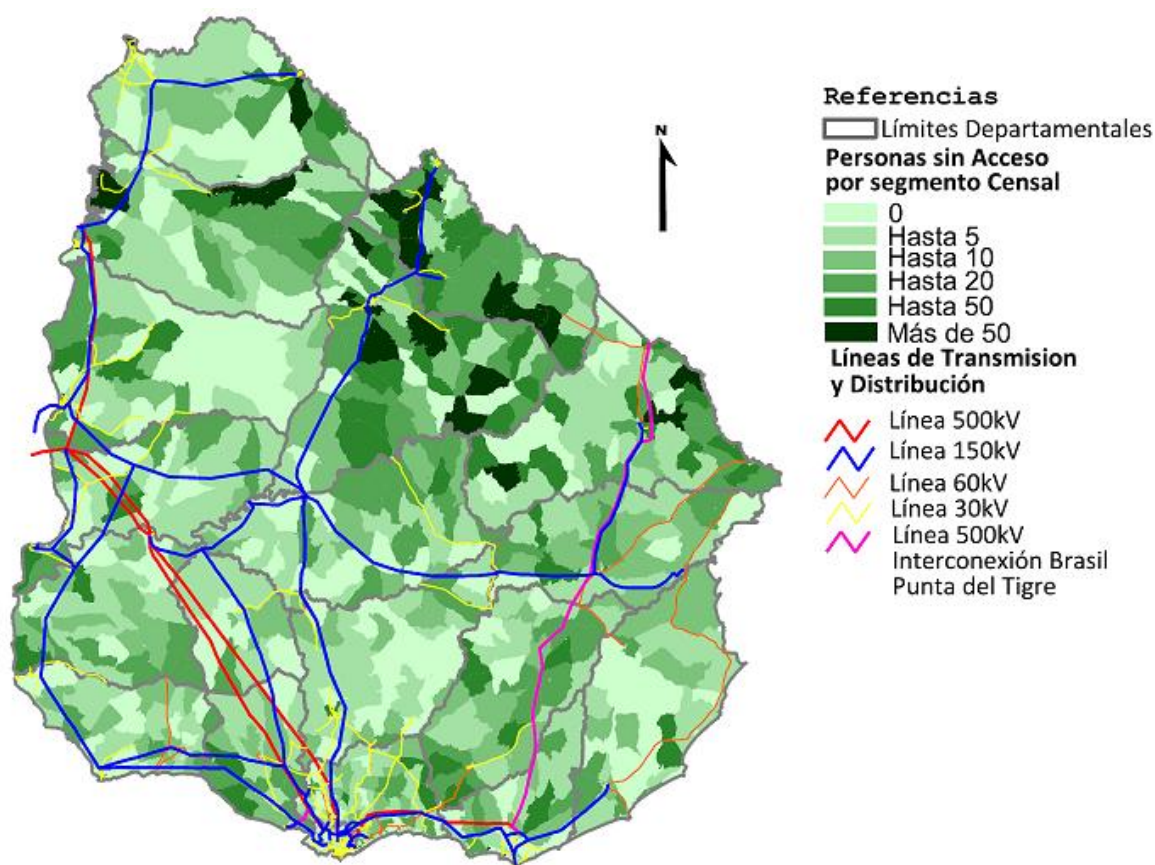 N
Referencias
Límites Departamentales
Personas sin Acceso
por segmento Censal
0
Hasta 5
Hasta 10
Hasta 20
Hasta 50
Más de 50
Líneas de Transmision
y Distribución
Línea 500kV
Línea 150kV
Línea 60kV
Línea 30kV
Línea 500kV
Interconexión Brasil
Punta del Tigre